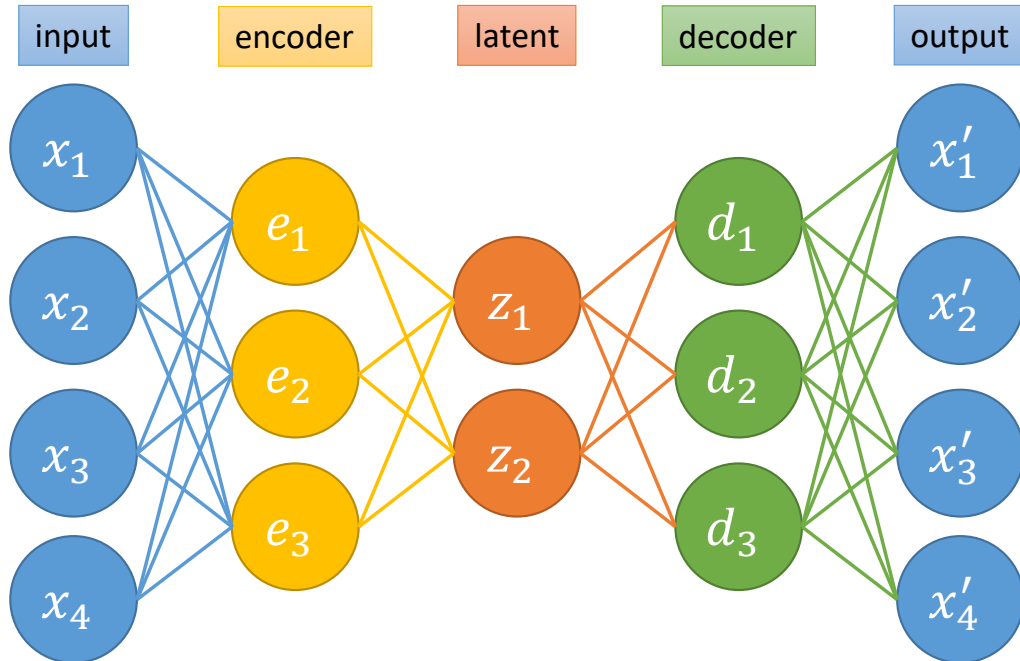 input encoder latent decoder output
x₁
x₂
x₃
x₄
e₁
e₂
e₃
z₁
z₂
d₁
d₂
d₃
x′₁
x′₂
x′₃
x′₄